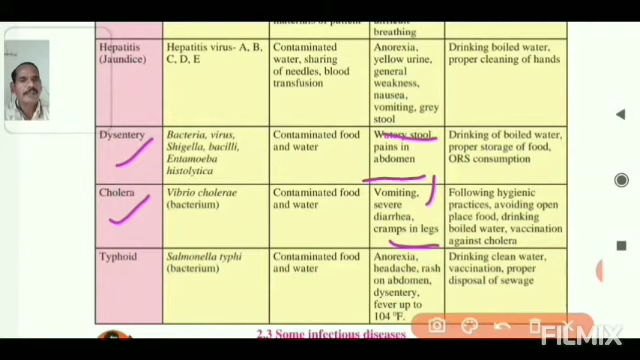 breathing
Hepatitis Hepatitis virus- A, B, Contaminated Anorexia, Drinking boiled water,
(Jaundice) C, D, E water, sharing yellow urine, proper cleaning of hands
of needles, blood general
transfusion weakness,
nausea,
vomiting, grey
stool
Dysentery Bacteria, virus, Contaminated food Watary stool, Drinking of boiled water,
Shigella, bacilli, and water pains in proper storage of food,
Entamoeba abdomen ORS consumption
histolytica
Cholera Vibrio cholerae Contaminated food Vomiting, Following hygienic
(bacterium) and water severe practices, avoiding open
diarrhea, place food, drinking
cramps in legs boiled water, vaccination
against cholera
Typhoid Salmonella typhi Contaminated food Anorexia, Drinking clean water,
(bacterium) and water headache, rash vaccination, proper
on abdomen, disposal of sewage
dysentery,
fever up to
104 ⁰F.
2.3 Some infectious diseases
FILMIX